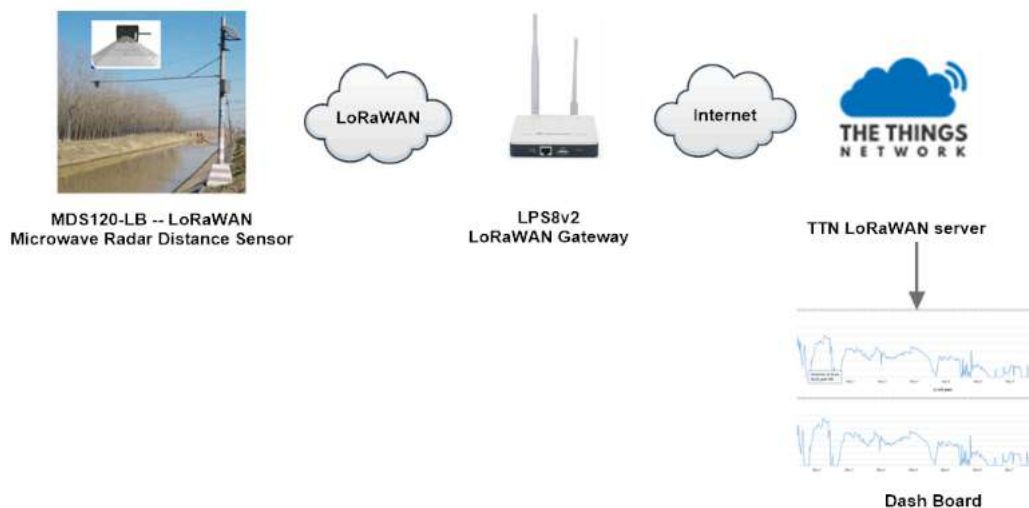 LoRaWAN
Internet
THE THINGS
NETWORK
MDS120-LB -- LoRaWAN
Microwave Radar Distance Sensor
LPS8v2
LoRaWAN Gateway
TTN LoRaWAN server
Dash Board